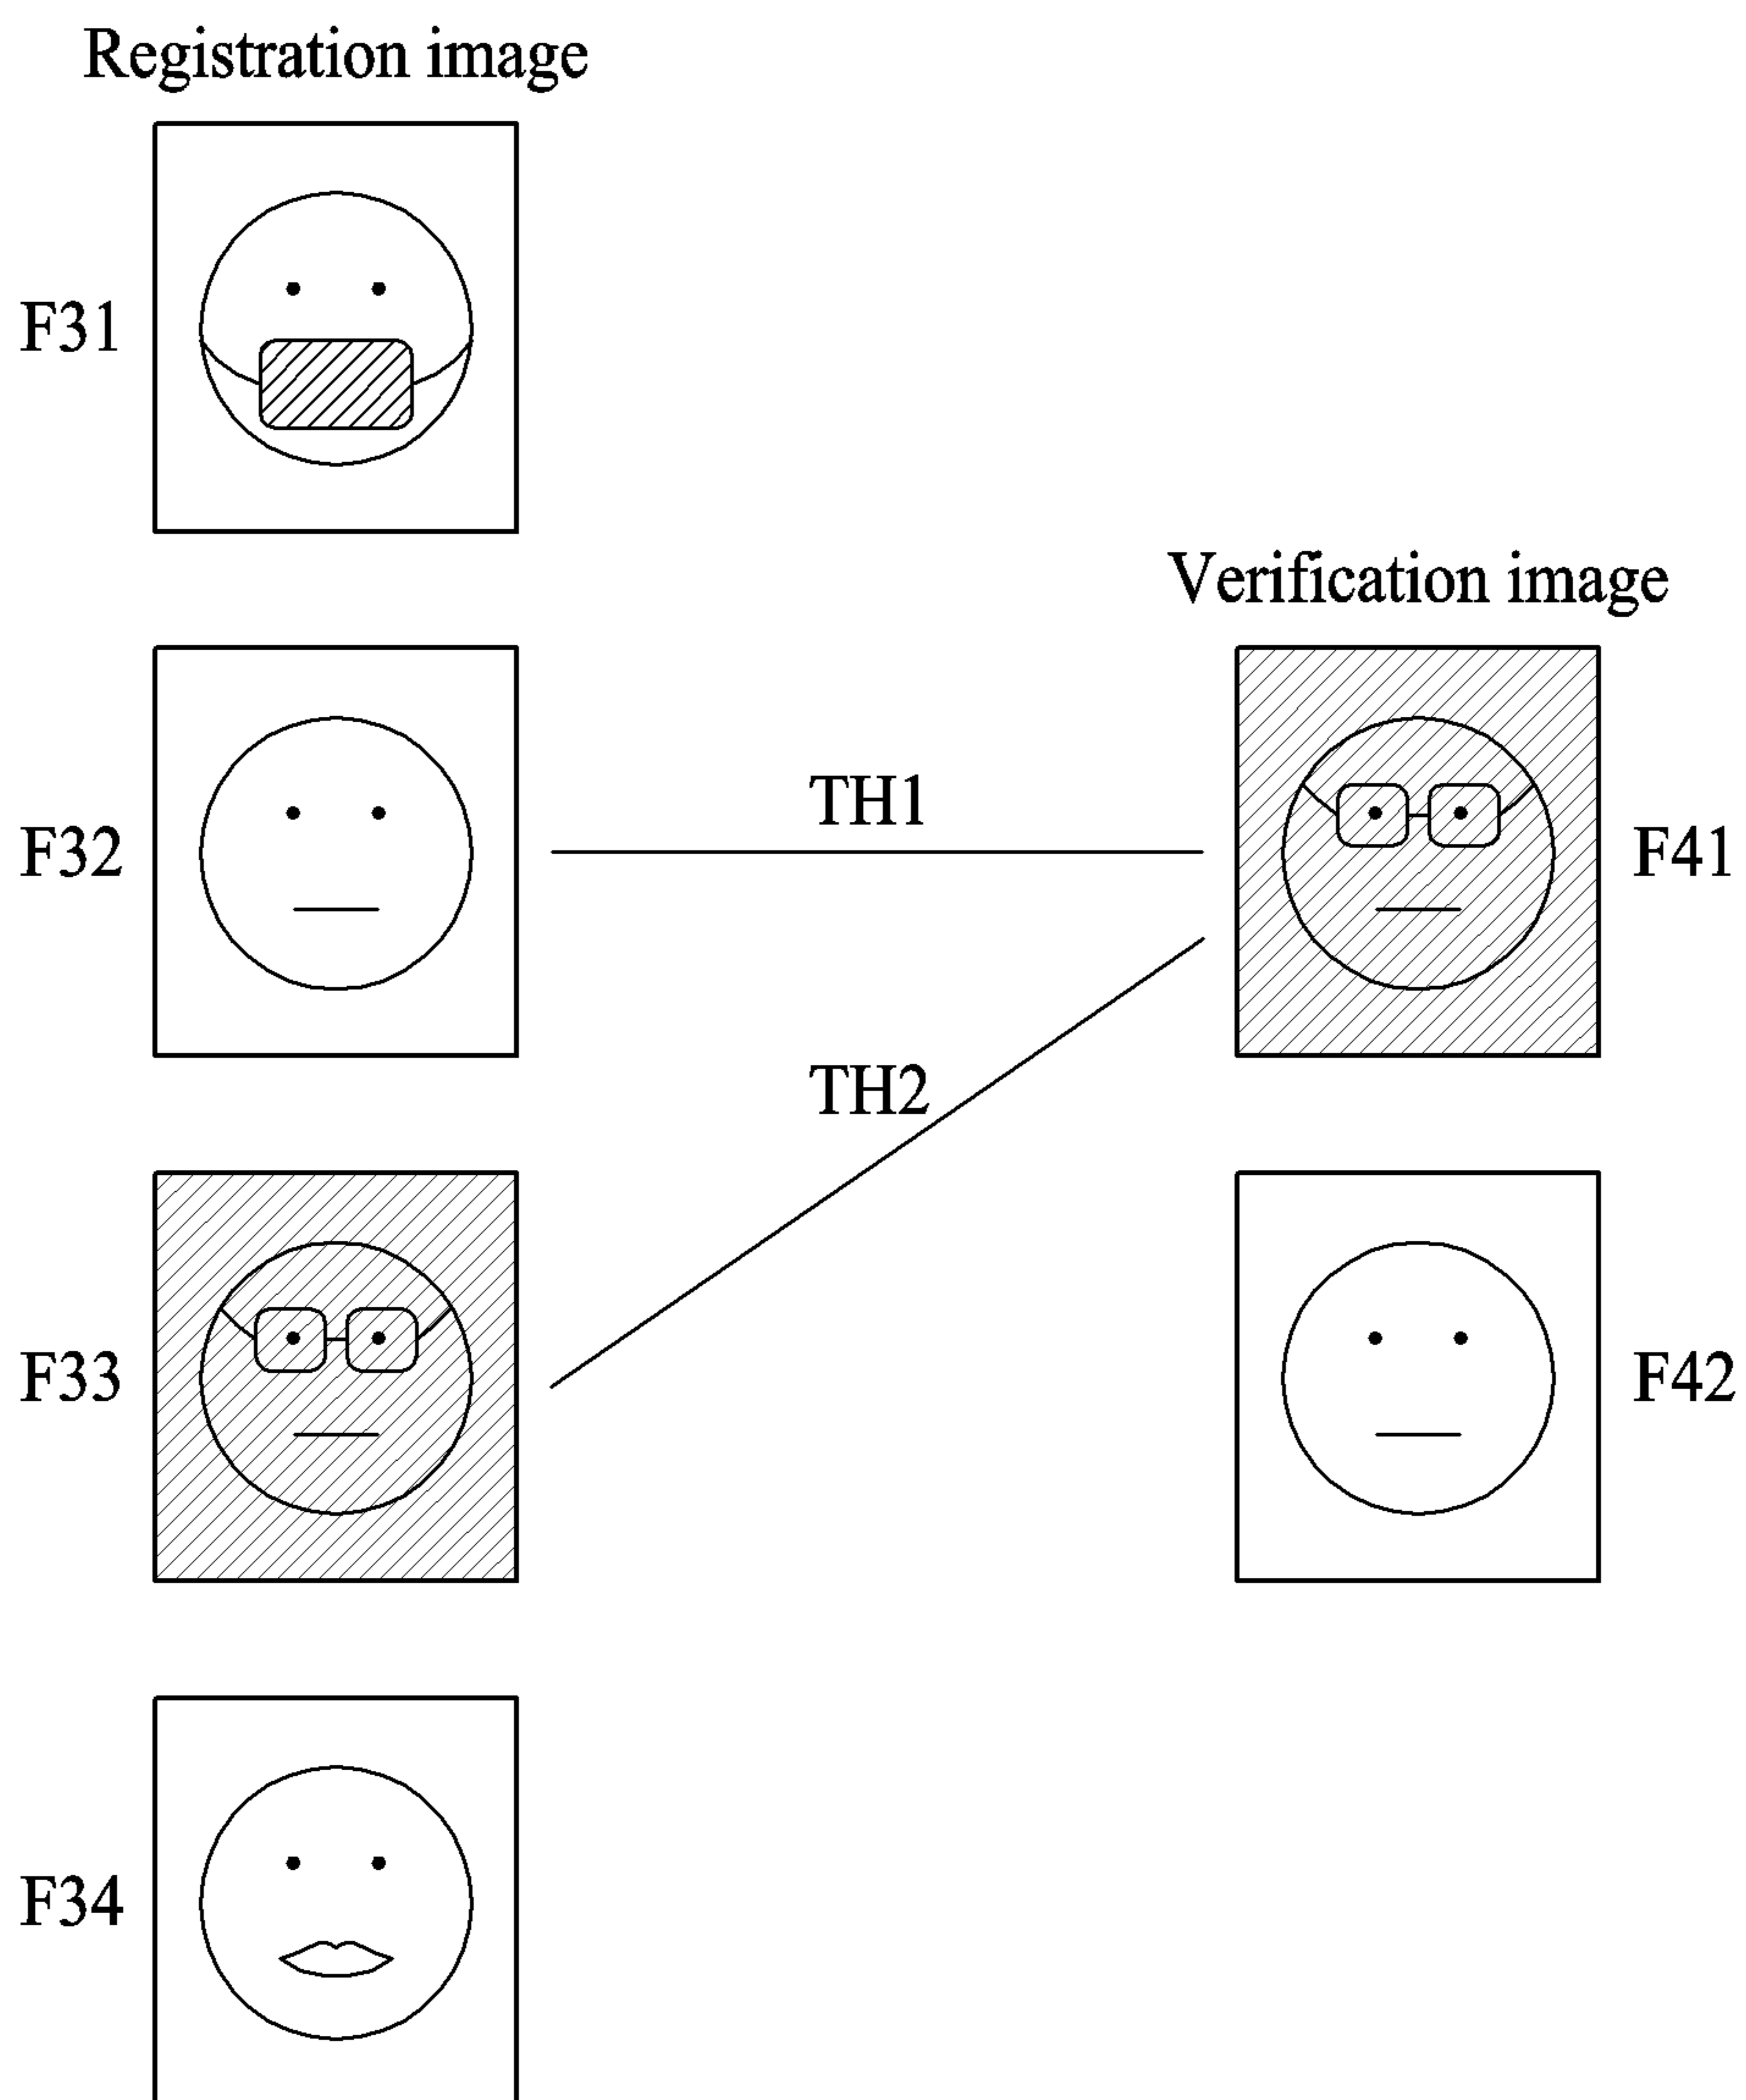 Registration image
F31
Verification image
F32
TH1
F41
TH2
F33
F42
F34